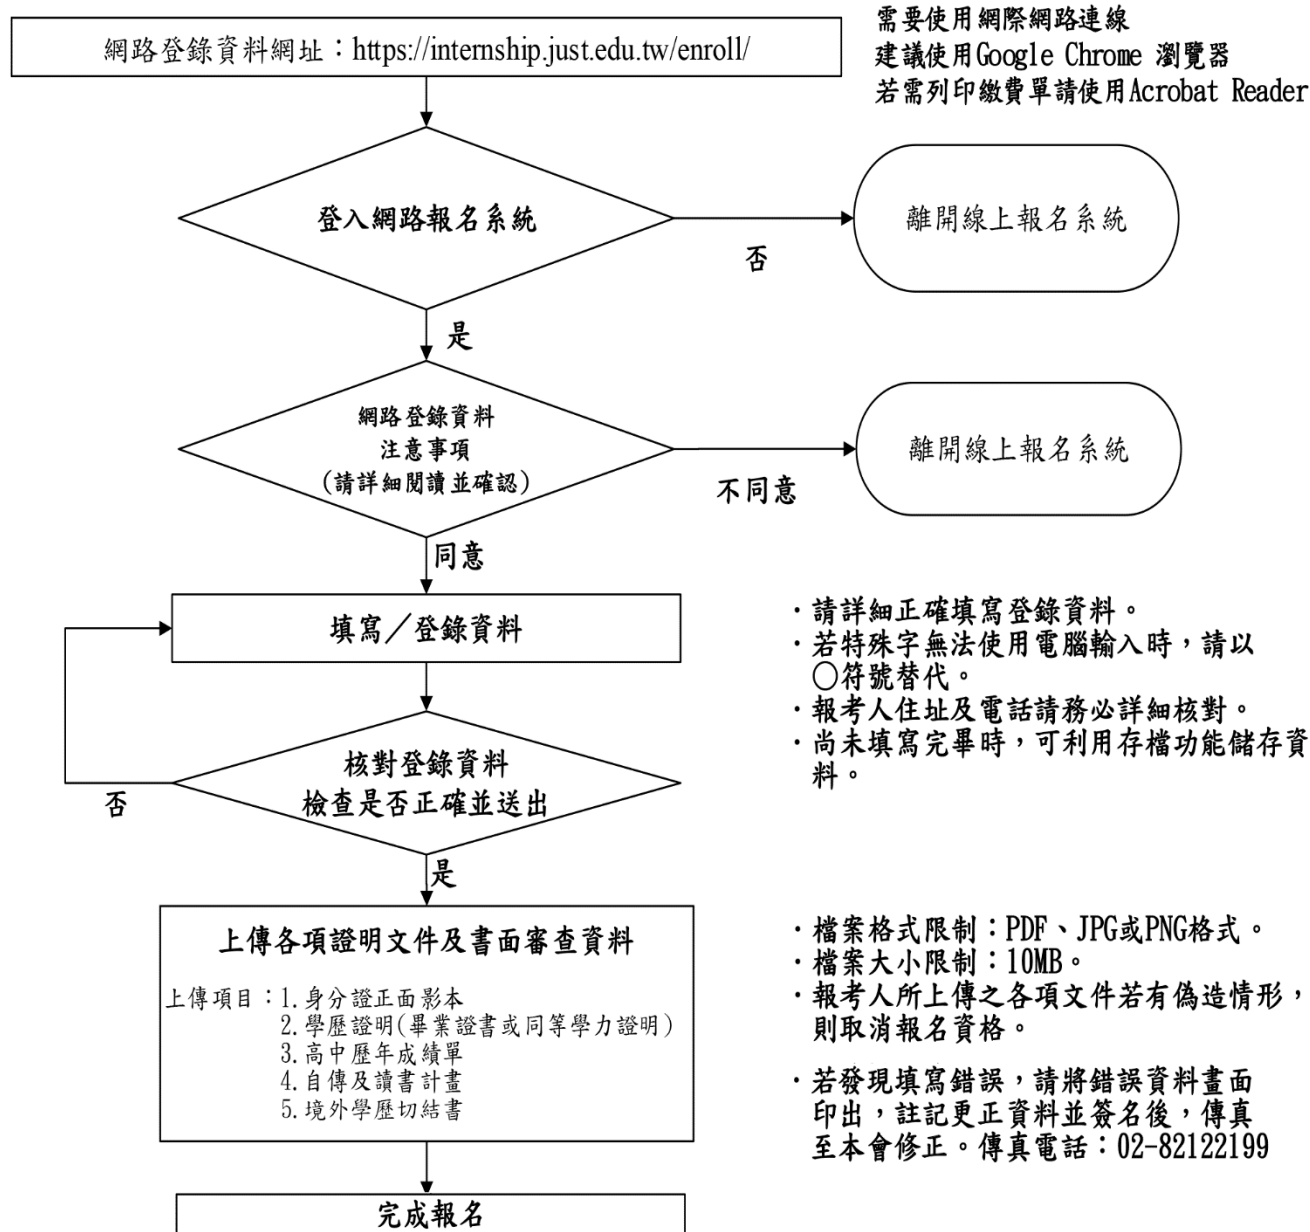 需要使用網際網路連線
網路登錄資料網址：https://internship.just.edu.tw/enroll/
建議使用Google Chrome 瀏覽器
若需列印繳費單請使用Acrobat Reader
登入網路報名系統
離開線上報名系統
否
是
網路登錄資料
注意事項
(請詳細閱讀並確認)
離開線上報名系統
不同意
同意
填寫／登錄資料
‧請詳細正確填寫登錄資料。
‧若特殊字無法使用電腦輸入時，請以
○符號替代。
‧報考人住址及電話請務必詳細核對。
‧尚未填寫完畢時，可利用存檔功能儲存資
料。
核對登錄資料
檢查是否正確並送出
否
是
上傳各項證明文件及書面審查資料
上傳項目：1.身分證正面影本
2.學歷證明(畢業證書或同等學力證明)
3.高中歷年成績單
4.自傳及讀書計畫
5.境外學歷切結書
‧檔案格式限制：PDF、JPG或PNG格式。
‧檔案大小限制：10MB。
‧報考人所上傳之各項文件若有偽造情形，
則取消報名資格。
‧若發現填寫錯誤，請將錯誤資料畫面
印出，註記更正資料並簽名後，傳真
至本會修正。傳真電話：02-82122199
完成報名